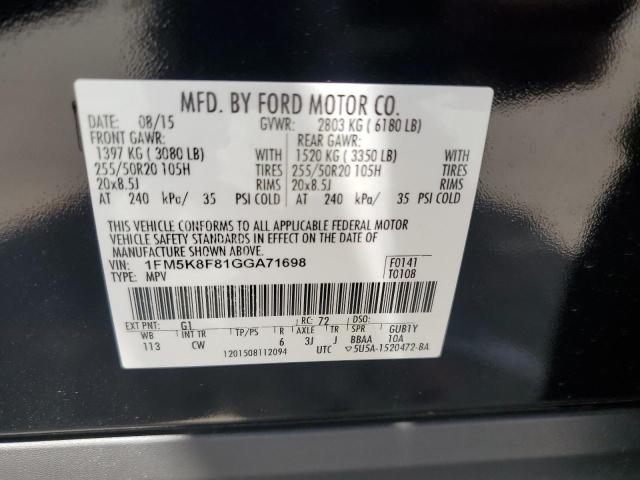 MFD. BY FORD MOTOR CO.
DATE: 08/15 GVWR: 2803 KG ( 6180 LB)
FRONT GAWR: REAR GAWR:
1397 KG ( 3080 LB) WITH 1520 KG ( 3350 LB) WITH
255/50R20 105H TIRES 255/50R20 105H TIRES
20x8.5J RIMS 20x8.5J RIMS
AT 240 kPa/ 35 PSI COLD AT 240 kPa/ 35 PSI COLD
THIS VEHICLE CONFORMS TO ALL APPLICABLE FEDERAL MOTOR
VEHICLE SAFETY STANDARDS IN EFFECT ON THE DATE OF
MANUFACTURE SHOWN ABOVE.
VIN: 1FM5K8F81GGA71698 F0141
TYPE: MPV T0108
EXT PNT: G1 RC: 72 DSO:
WB INT TR TP/PS R AXLE TR SPR GUB1Y
113 CW 6 3J J BBAA 10A
1201508112094 UTC ▽5U5A-1520472-BA